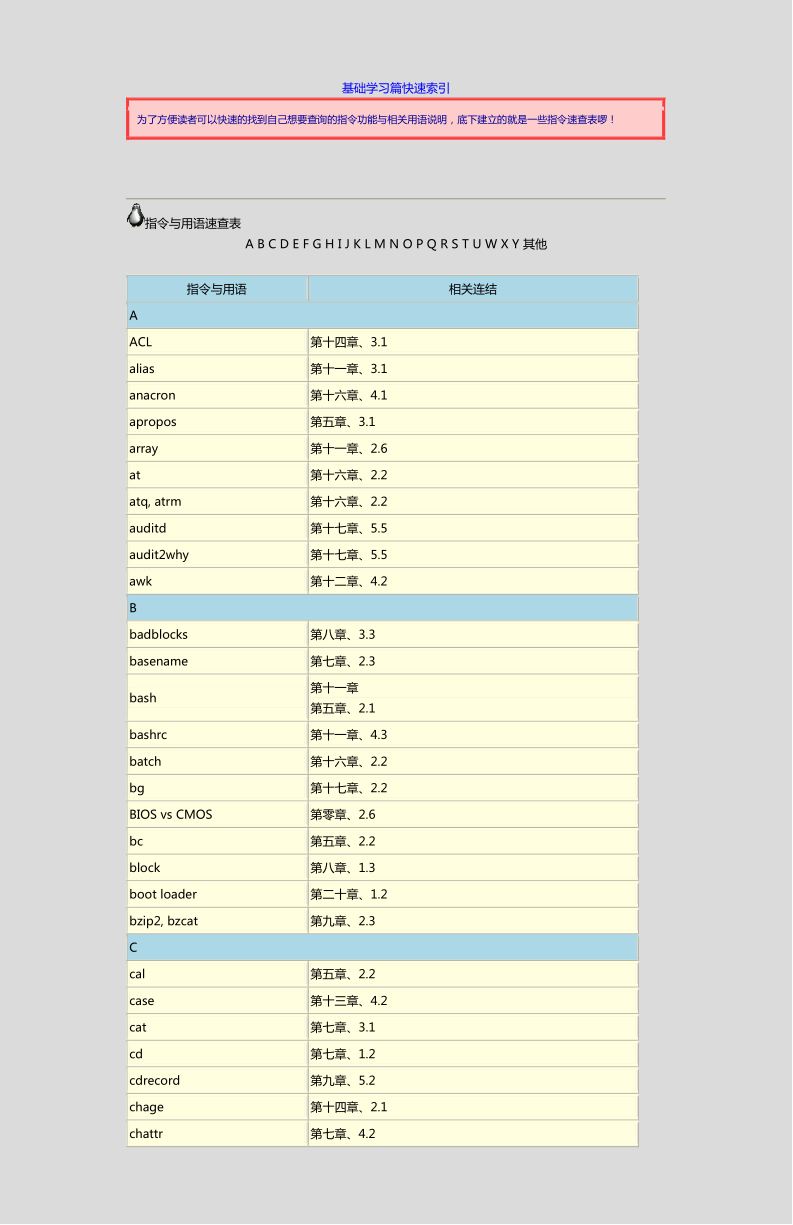 基础学习篇快速索引
为了方便读者可以快速的找到自己想要查询的指令功能与相关用语说明，底下建立的就是一些指令速查表啰！
指令与用语速查表
A B C D E F G H I J K L M N O P Q R S T U W X Y 其他
指令与用语 相关连结
A
ACL 第十四章、3.1
alias 第十一章、3.1
anacron 第十六章、4.1
apropos 第五章、3.1
array 第十一章、2.6
at 第十六章、2.2
atq, atrm 第十六章、2.2
auditd 第十七章、5.5
audit2why 第十七章、5.5
awk 第十二章、4.2
B
badblocks 第八章、3.3
basename 第七章、2.3
bash 第十一章
第五章、2.1
bashrc 第十一章、4.3
batch 第十六章、2.2
bg 第十七章、2.2
BIOS vs CMOS 第零章、2.6
bc 第五章、2.2
block 第八章、1.3
boot loader 第二十章、1.2
bzip2, bzcat 第九章、2.3
C
cal 第五章、2.2
case 第十三章、4.2
cat 第七章、3.1
cd 第七章、1.2
cdrecord 第九章、5.2
chage 第十四章、2.1
chattr 第七章、4.2